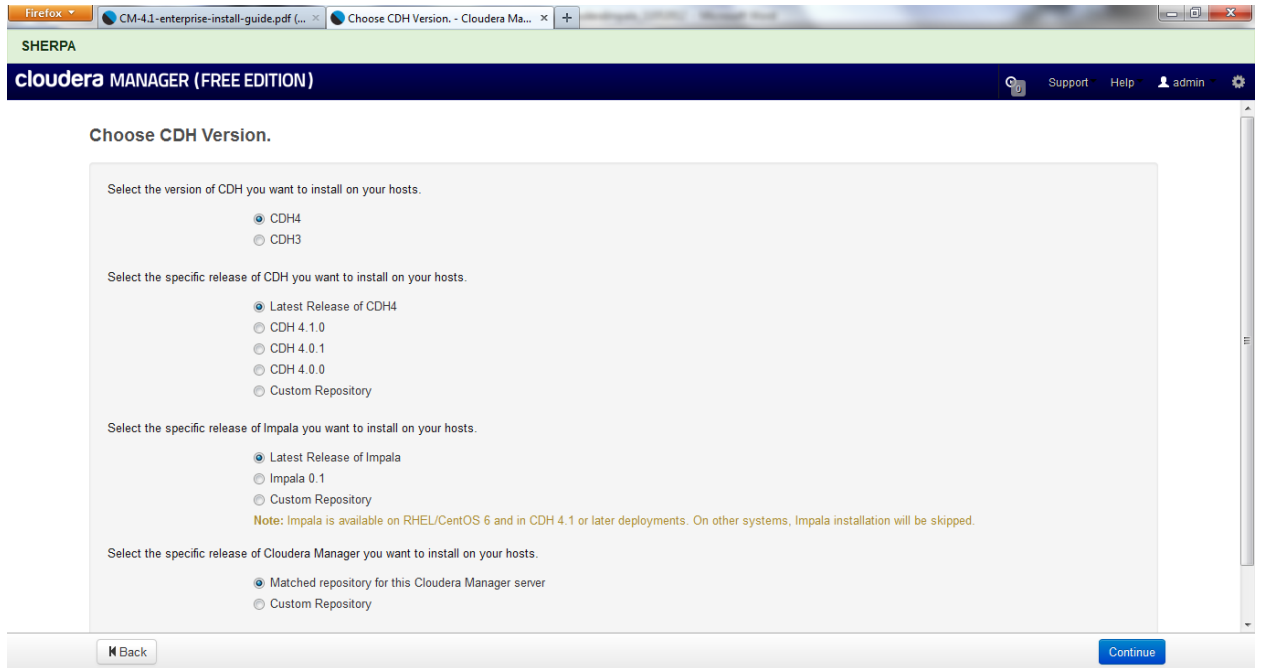 Firefox
CM-4.1-enterprise-install-guide.pdf (...
Choose CDH Version. - Cloudera Ma...
SHERPA
cloudera MANAGER (FREE EDITION)
0 Support Help admin
Choose CDH Version.
Select the version of CDH you want to install on your hosts.
CDH4
CDH3
Select the specific release of CDH you want to install on your hosts.
Latest Release of CDH4
CDH 4.1.0
CDH 4.0.1
CDH 4.0.0
Custom Repository
Select the specific release of Impala you want to install on your hosts.
Latest Release of Impala
Impala 0.1
Custom Repository
Note: Impala is available on RHEL/CentOS 6 and in CDH 4.1 or later deployments. On other systems, Impala installation will be skipped.
Select the specific release of Cloudera Manager you want to install on your hosts.
Matched repository for this Cloudera Manager server
Custom Repository
Back
Continue